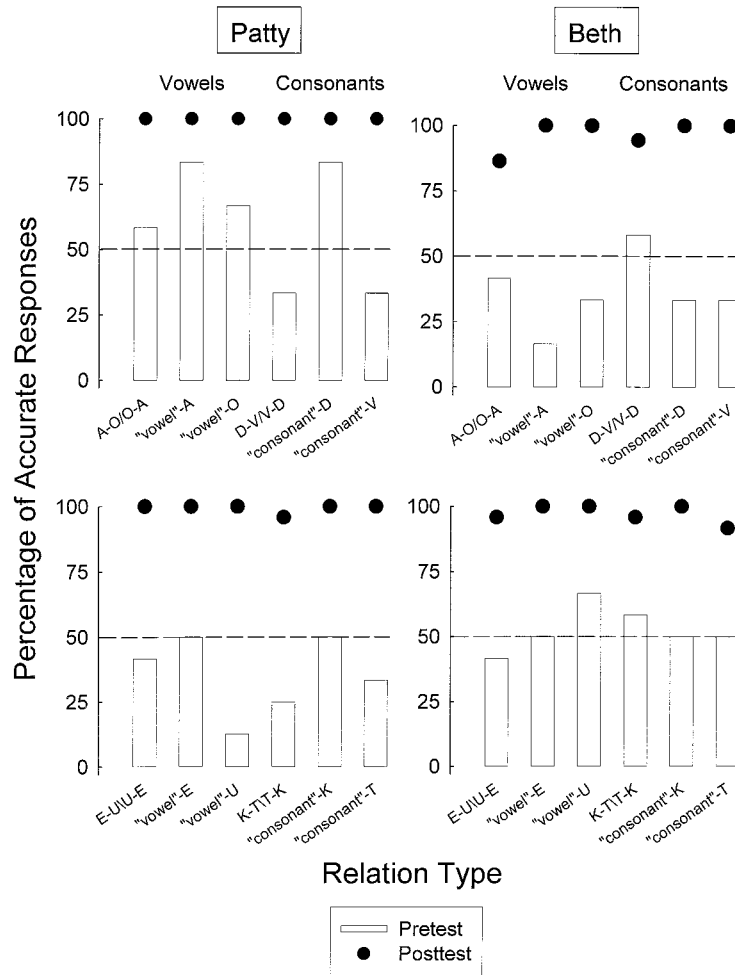 Patty Beth
Vowels Consonants Vowels Consonants
Percentage of Accurate Responses
100
75
50
25
0
A-O/O-A
"vowel"-A
"vowel"-O
D-V/V-D
"consonant"-D
"consonant"-V
100
75
50
25
0
A-O/O-A
"vowel"-A
"vowel"-O
D-V/V-D
"consonant"-D
"consonant"-V
100
75
50
25
0
E-U\U-E
"vowel"-E
"vowel"-U
K-T\T-K
"consonant"-K
"consonant"-T
100
75
50
25
0
E-U\U-E
"vowel"-E
"vowel"-U
K-T\T-K
"consonant"-K
"consonant"-T
Relation Type
Pretest
Posttest